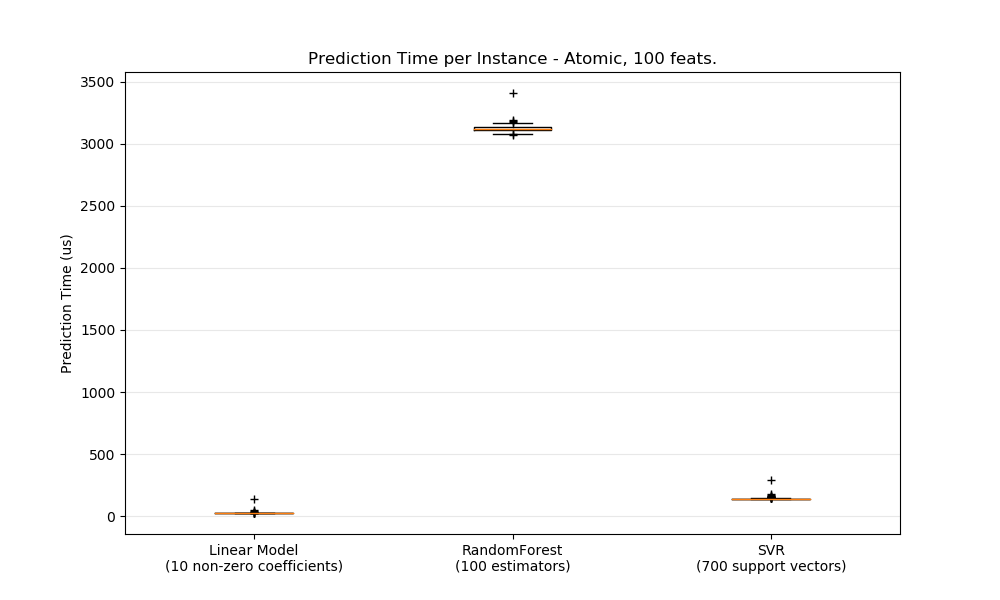 Prediction Time per Instance - Atomic, 100 feats.
3500
3000
2500
2000
1500
1000
500
0
Prediction Time (us)
Linear Model
(10 non-zero coefficients)
RandomForest
(100 estimators)
SVR
(700 support vectors)